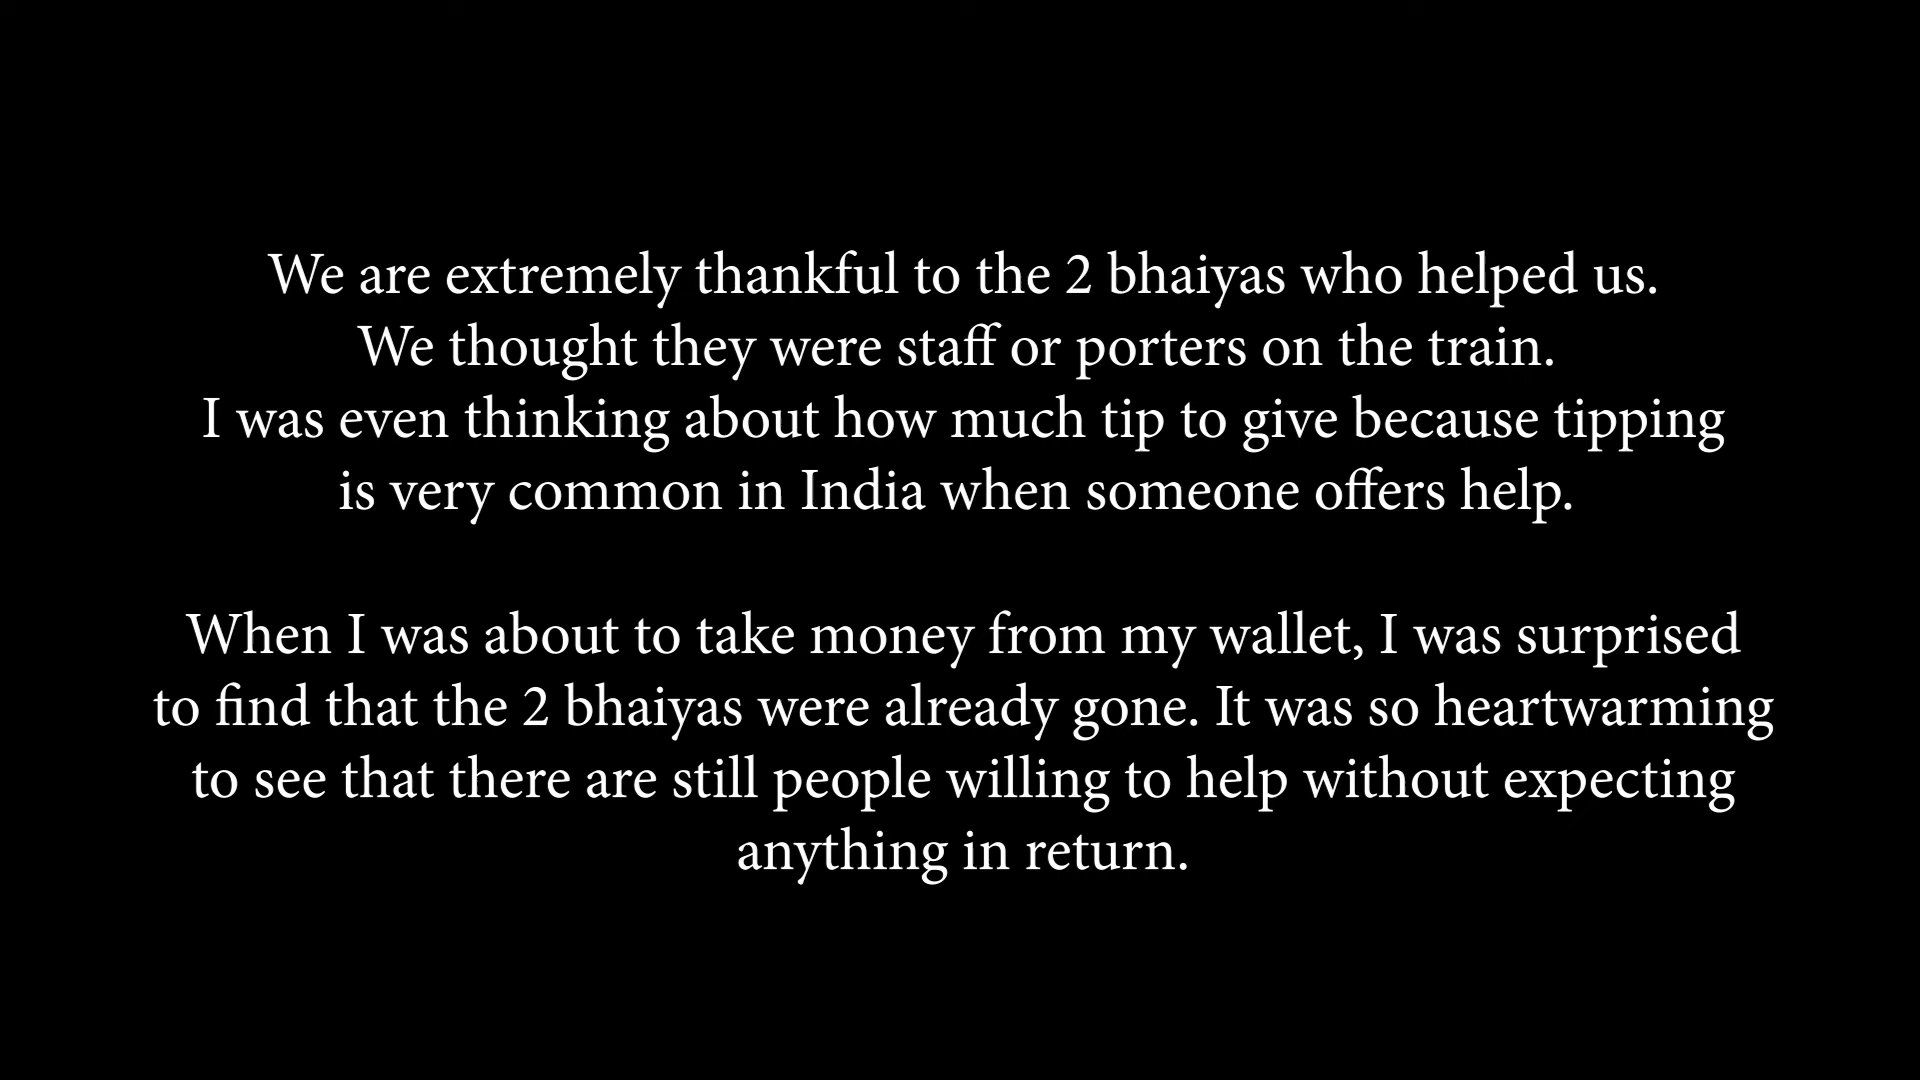 We are extremely thankful to the 2 bhaiyas who helped us.
We thought they were staff or porters on the train.
I was even thinking about how much tip to give because tipping
is very common in India when someone offers help.
When I was about to take money from my wallet, I was surprised
to find that the 2 bhaiyas were already gone. It was so heartwarming
to see that there are still people willing to help without expecting
anything in return.